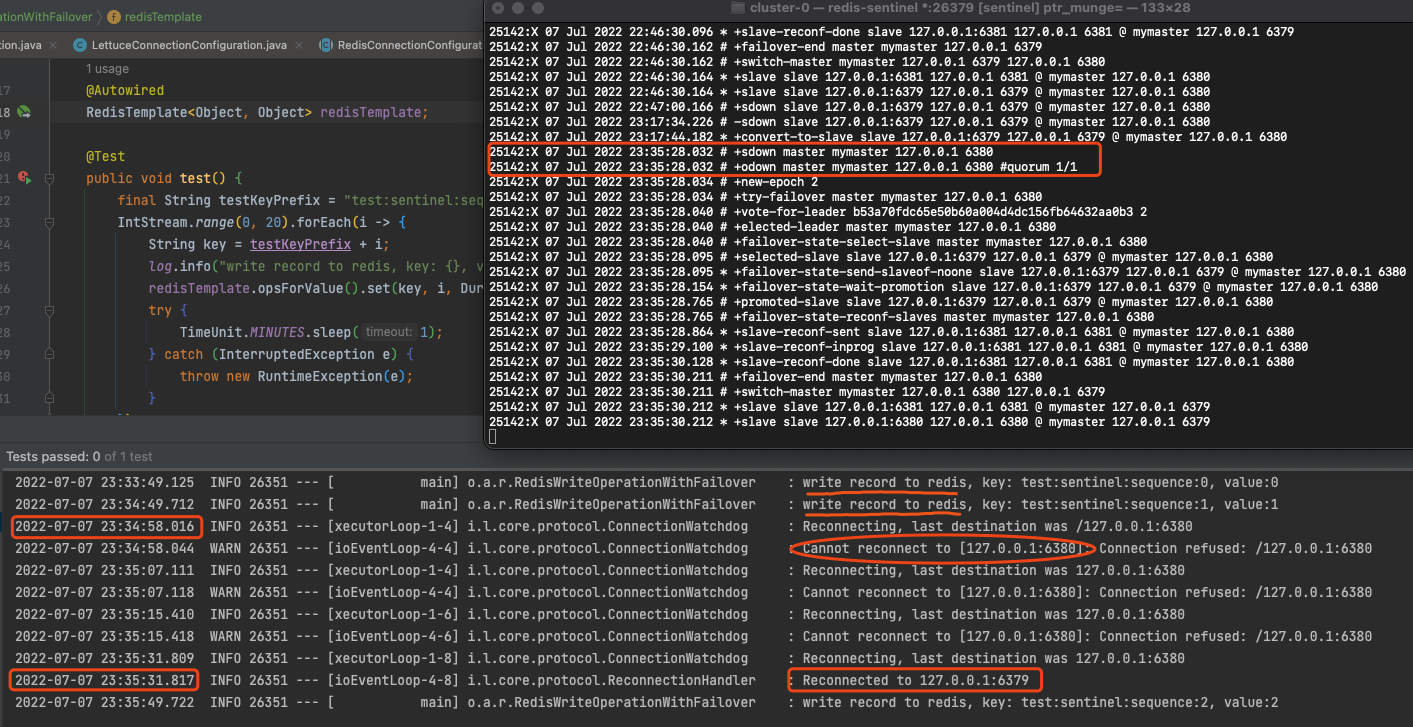 ationWithFailover > f redisTemplate
tion.java × LettuceConnectionConfiguration.java × RedisConnectionConfigurat
1 usage
17 @Autowired
18 RedisTemplate<Object, Object> redisTemplate;
19
20 @Test
21 public void test() {
22 final String testKeyPrefix = "test:sentinel:seq
23 IntStream.range(0, 20).forEach(i -> {
24 String key = testKeyPrefix + i;
25 log.info("write record to redis, key: {}, v
26 redisTemplate.opsForValue().set(key, i, Dur
27 try {
28 TimeUnit.MINUTES.sleep( timeout: 1);
29 } catch (InterruptedException e) {
30 throw new RuntimeException(e);
31 }
cluster-0 — redis-sentinel *:26379 [sentinel] ptr_munge= — 133×28
25142:X 07 Jul 2022 22:46:30.096 * +slave-reconf-done slave 127.0.0.1:6381 127.0.0.1 6381 @ mymaster 127.0.0.1 6379
25142:X 07 Jul 2022 22:46:30.162 # +failover-end master mymaster 127.0.0.1 6379
25142:X 07 Jul 2022 22:46:30.162 # +switch-master mymaster 127.0.0.1 6379 127.0.0.1 6380
25142:X 07 Jul 2022 22:46:30.164 * +slave slave 127.0.0.1:6381 127.0.0.1 6381 @ mymaster 127.0.0.1 6380
25142:X 07 Jul 2022 22:46:30.164 * +slave slave 127.0.0.1:6379 127.0.0.1 6379 @ mymaster 127.0.0.1 6380
25142:X 07 Jul 2022 22:47:00.166 # +sdown slave 127.0.0.1:6379 127.0.0.1 6379 @ mymaster 127.0.0.1 6380
25142:X 07 Jul 2022 23:17:34.226 # -sdown slave 127.0.0.1:6379 127.0.0.1 6379 @ mymaster 127.0.0.1 6380
25142:X 07 Jul 2022 23:17:44.182 * +convert-to-slave slave 127.0.0.1:6379 127.0.0.1 6379 @ mymaster 127.0.0.1 6380
25142:X 07 Jul 2022 23:35:28.032 # +sdown master mymaster 127.0.0.1 6380
25142:X 07 Jul 2022 23:35:28.032 # +odown master mymaster 127.0.0.1 6380 #quorum 1/1
25142:X 07 Jul 2022 23:35:28.034 # +new-epoch 2
25142:X 07 Jul 2022 23:35:28.034 # +try-failover master mymaster 127.0.0.1 6380
25142:X 07 Jul 2022 23:35:28.040 # +vote-for-leader b53a70fdc65e50b60a004d4dc156fb64632aa0b3 2
25142:X 07 Jul 2022 23:35:28.040 # +elected-leader master mymaster 127.0.0.1 6380
25142:X 07 Jul 2022 23:35:28.040 # +failover-state-select-slave master mymaster 127.0.0.1 6380
25142:X 07 Jul 2022 23:35:28.095 # +selected-slave slave 127.0.0.1:6379 127.0.0.1 6379 @ mymaster 127.0.0.1 6380
25142:X 07 Jul 2022 23:35:28.095 * +failover-state-send-slaveof-noone slave 127.0.0.1:6379 127.0.0.1 6379 @ mymaster 127.0.0.1 6380
25142:X 07 Jul 2022 23:35:28.154 * +failover-state-wait-promotion slave 127.0.0.1:6379 127.0.0.1 6379 @ mymaster 127.0.0.1 6380
25142:X 07 Jul 2022 23:35:28.765 # +promoted-slave slave 127.0.0.1:6379 127.0.0.1 6379 @ mymaster 127.0.0.1 6380
25142:X 07 Jul 2022 23:35:28.765 # +failover-state-reconf-slaves master mymaster 127.0.0.1 6380
25142:X 07 Jul 2022 23:35:28.864 * +slave-reconf-sent slave 127.0.0.1:6381 127.0.0.1 6381 @ mymaster 127.0.0.1 6380
25142:X 07 Jul 2022 23:35:29.100 * +slave-reconf-inprog slave 127.0.0.1:6381 127.0.0.1 6381 @ mymaster 127.0.0.1 6380
25142:X 07 Jul 2022 23:35:30.128 * +slave-reconf-done slave 127.0.0.1:6381 127.0.0.1 6381 @ mymaster 127.0.0.1 6380
25142:X 07 Jul 2022 23:35:30.211 # +failover-end master mymaster 127.0.0.1 6380
25142:X 07 Jul 2022 23:35:30.211 # +switch-master mymaster 127.0.0.1 6380 127.0.0.1 6379
25142:X 07 Jul 2022 23:35:30.212 * +slave slave 127.0.0.1:6381 127.0.0.1 6381 @ mymaster 127.0.0.1 6379
25142:X 07 Jul 2022 23:35:30.212 * +slave slave 127.0.0.1:6380 127.0.0.1 6380 @ mymaster 127.0.0.1 6379
Tests passed: 0 of 1 test
2022-07-07 23:33:49.125 INFO 26351 --- [ main] o.a.r.RedisWriteOperationWithFailover : write record to redis, key: test:sentinel:sequence:0, value:0
2022-07-07 23:34:49.712 INFO 26351 --- [ main] o.a.r.RedisWriteOperationWithFailover : write record to redis, key: test:sentinel:sequence:1, value:1
2022-07-07 23:34:58.016 INFO 26351 --- [xecutorLoop-1-4] i.l.core.protocol.ConnectionWatchdog : Reconnecting, last destination was /127.0.0.1:6380
2022-07-07 23:34:58.044 WARN 26351 --- [ioEventLoop-4-4] i.l.core.protocol.ConnectionWatchdog : Cannot reconnect to [127.0.0.1:6380]: Connection refused: /127.0.0.1:6380
2022-07-07 23:35:07.111 INFO 26351 --- [xecutorLoop-1-4] i.l.core.protocol.ConnectionWatchdog : Reconnecting, last destination was 127.0.0.1:6380
2022-07-07 23:35:07.118 WARN 26351 --- [ioEventLoop-4-4] i.l.core.protocol.ConnectionWatchdog : Cannot reconnect to [127.0.0.1:6380]: Connection refused: /127.0.0.1:6380
2022-07-07 23:35:15.410 INFO 26351 --- [xecutorLoop-1-6] i.l.core.protocol.ConnectionWatchdog : Reconnecting, last destination was 127.0.0.1:6380
2022-07-07 23:35:15.418 WARN 26351 --- [ioEventLoop-4-6] i.l.core.protocol.ConnectionWatchdog : Cannot reconnect to [127.0.0.1:6380]: Connection refused: /127.0.0.1:6380
2022-07-07 23:35:31.809 INFO 26351 --- [xecutorLoop-1-8] i.l.core.protocol.ConnectionWatchdog : Reconnecting, last destination was 127.0.0.1:6380
2022-07-07 23:35:31.817 INFO 26351 --- [ioEventLoop-4-8] i.l.core.protocol.ReconnectionHandler : Reconnected to 127.0.0.1:6379
2022-07-07 23:35:49.722 INFO 26351 --- [ main] o.a.r.RedisWriteOperationWithFailover : write record to redis, key: test:sentinel:sequence:2, value:2